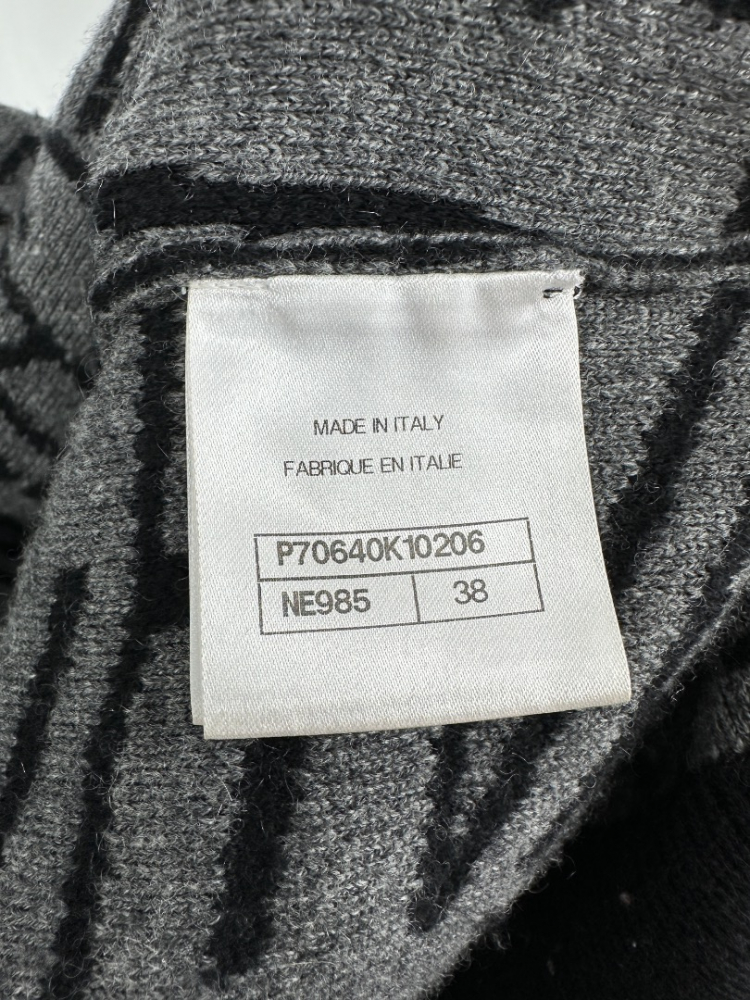 MADE IN ITALY
FABRIQUE EN ITALIE
P70640K10206
NE985 38